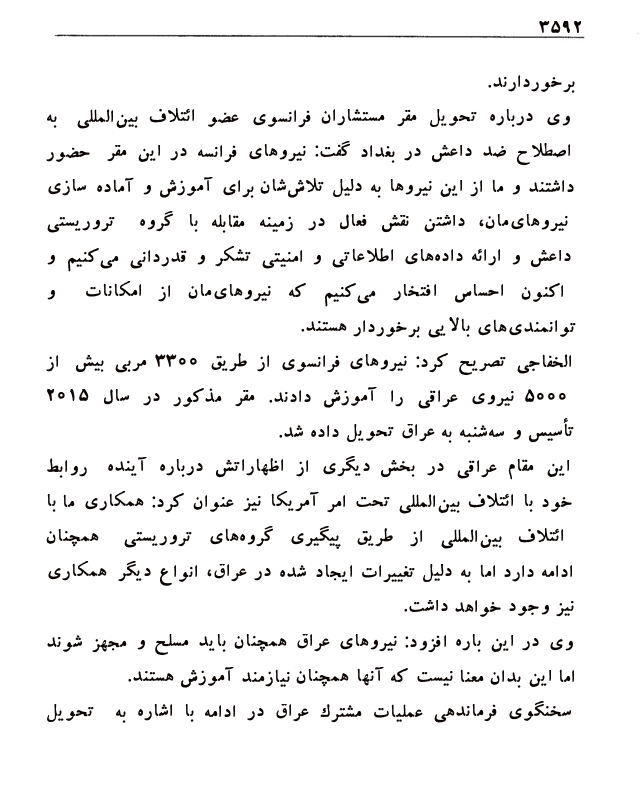 ۳۵۹۲
برخوردارند.
وی درباره تحویل مقر مستشاران فرانسوی عضو ائتلاف بین‌المللی به
اصطلاح ضد داعش در بغداد گفت: نیروهای فرانسه در این مقر حضور
داشتند و ما از این نیروها به دلیل تلاش‌شان برای آموزش و آماده سازی
نیروهای‌مان، داشتن نقش فعال در زمینه مقابله با گروه تروریستی
داعش و ارائه داده‌های اطلاعاتی و امنیتی تشکر و قدردانی می‌کنیم و
اکنون احساس افتخار می‌کنیم که نیروهای‌مان از امکانات و
توانمندی‌های بالایی برخوردار هستند.
الخفاجی تصریح کرد: نیروهای فرانسوی از طریق ۳۳۰۰ مربی بیش از
۵۰۰۰ نیروی عراقی را آموزش دادند. مقر مذکور در سال ۲۰۱۵
تأسیس و سه‌شنبه به عراق تحویل داده شد.
این مقام عراقی در بخش دیگری از اظهاراتش درباره آینده روابط
خود با ائتلاف بین‌المللی تحت امر آمریکا نیز عنوان کرد: همکاری ما با
ائتلاف بین‌المللی از طریق پیگیری گروه‌های تروریستی همچنان
ادامه دارد اما به دلیل تغییرات ایجاد شده در عراق، انواع دیگر همکاری
نیز وجود خواهد داشت.
وی در این باره افزود: نیروهای عراق همچنان باید مسلح و مجهز شوند
اما این بدان معنا نیست که آنها همچنان نیازمند آموزش هستند.
سخنگوی فرماندهی عملیات مشترك عراق در ادامه با اشاره به تحویل